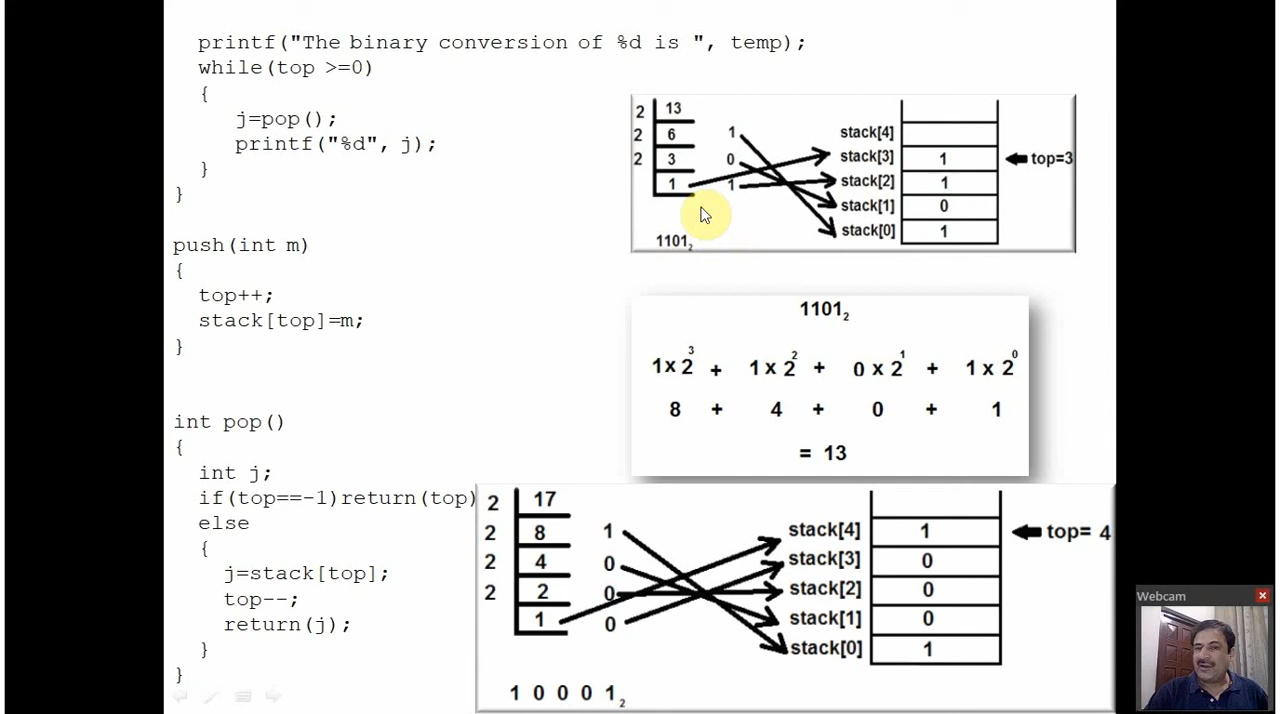 printf("The binary conversion of %d is ", temp);
while(top >=0)
{
j=pop();
printf("%d", j);
}
}
push(int m)
{
top++;
stack[top]=m;
}
int pop()
{
int j;
if(top==-1)return(top)
else
{
j=stack[top];
top--;
return(j);
}
}
2 13
2 6 1 stack[4]
2 3 0 stack[3] 1 top=3
1 1 stack[2] 1
stack[1] 0
stack[0] 1
1101₂
1101₂
1 x 2³ + 1 x 2² + 0 x 2¹ + 1 x 2⁰
8 + 4 + 0 + 1
= 13
2 17
2 8 1 stack[4] 1 top= 4
2 4 0 stack[3] 0
2 2 0 stack[2] 0
1 0 stack[1] 0
stack[0] 1
1 0 0 0 1₂
Webcam